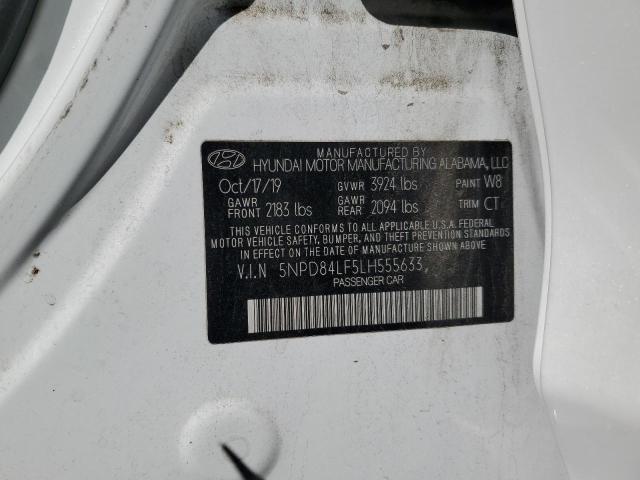 MANUFACTURED BY
HYUNDAI MOTOR MANUFACTURING ALABAMA, LLC
Oct/17/19 GVWR 3924 lbs PAINT W8
GAWR FRONT 2183 lbs GAWR REAR 2094 lbs TRIM CT
THIS VEHICLE CONFORMS TO ALL APPLICABLE U.S.A. FEDERAL
MOTOR VEHICLE SAFETY, BUMPER, AND THEFT PREVENTION
STANDARDS IN EFFECT ON THE DATE OF MANUFACTURE SHOWN ABOVE.
V.I.N 5NPD84LF5LH555633,
PASSENGER CAR